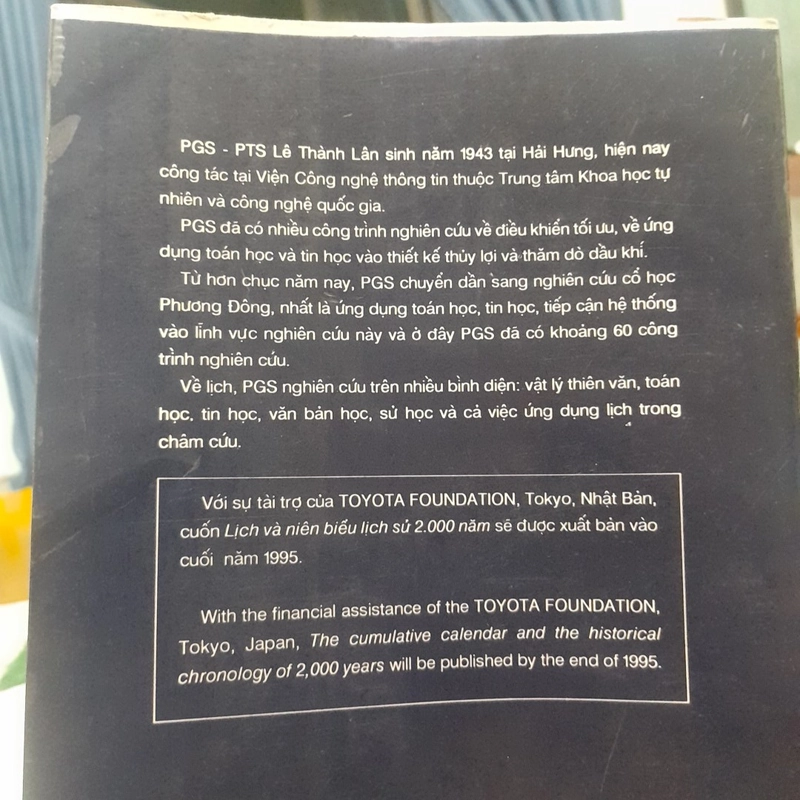 PGS - PTS Lê Thành Lân sinh năm 1943 tại Hải Hưng, hiện nay
công tác tại Viện Công nghệ thông tin thuộc Trung tâm Khoa học tự
nhiên và công nghệ quốc gia.
PGS đã có nhiều công trình nghiên cứu về điều khiển tối ưu, về ứng
dụng toán học và tin học vào thiết kế thủy lợi và thăm dò dầu khí.
Từ hơn chục năm nay, PGS chuyển dần sang nghiên cứu cổ học
Phương Đông, nhất là ứng dụng toán học, tin học, tiếp cận hệ thống
vào lĩnh vực nghiên cứu này và ở đây PGS đã có khoảng 60 công
trình nghiên cứu.
Về lịch, PGS nghiên cứu trên nhiều bình diện: vật lý thiên văn, toán
học, tin học, văn bản học, sử học và cả việc ứng dụng lịch trong
châm cứu.
Với sự tài trợ của TOYOTA FOUNDATION, Tokyo, Nhật Bản,
cuốn Lịch và niên biểu lịch sử 2.000 năm sẽ được xuất bản vào
cuối năm 1995.
With the financial assistance of the TOYOTA FOUNDATION,
Tokyo, Japan, The cumulative calendar and the historical
chronology of 2,000 years will be published by the end of 1995.